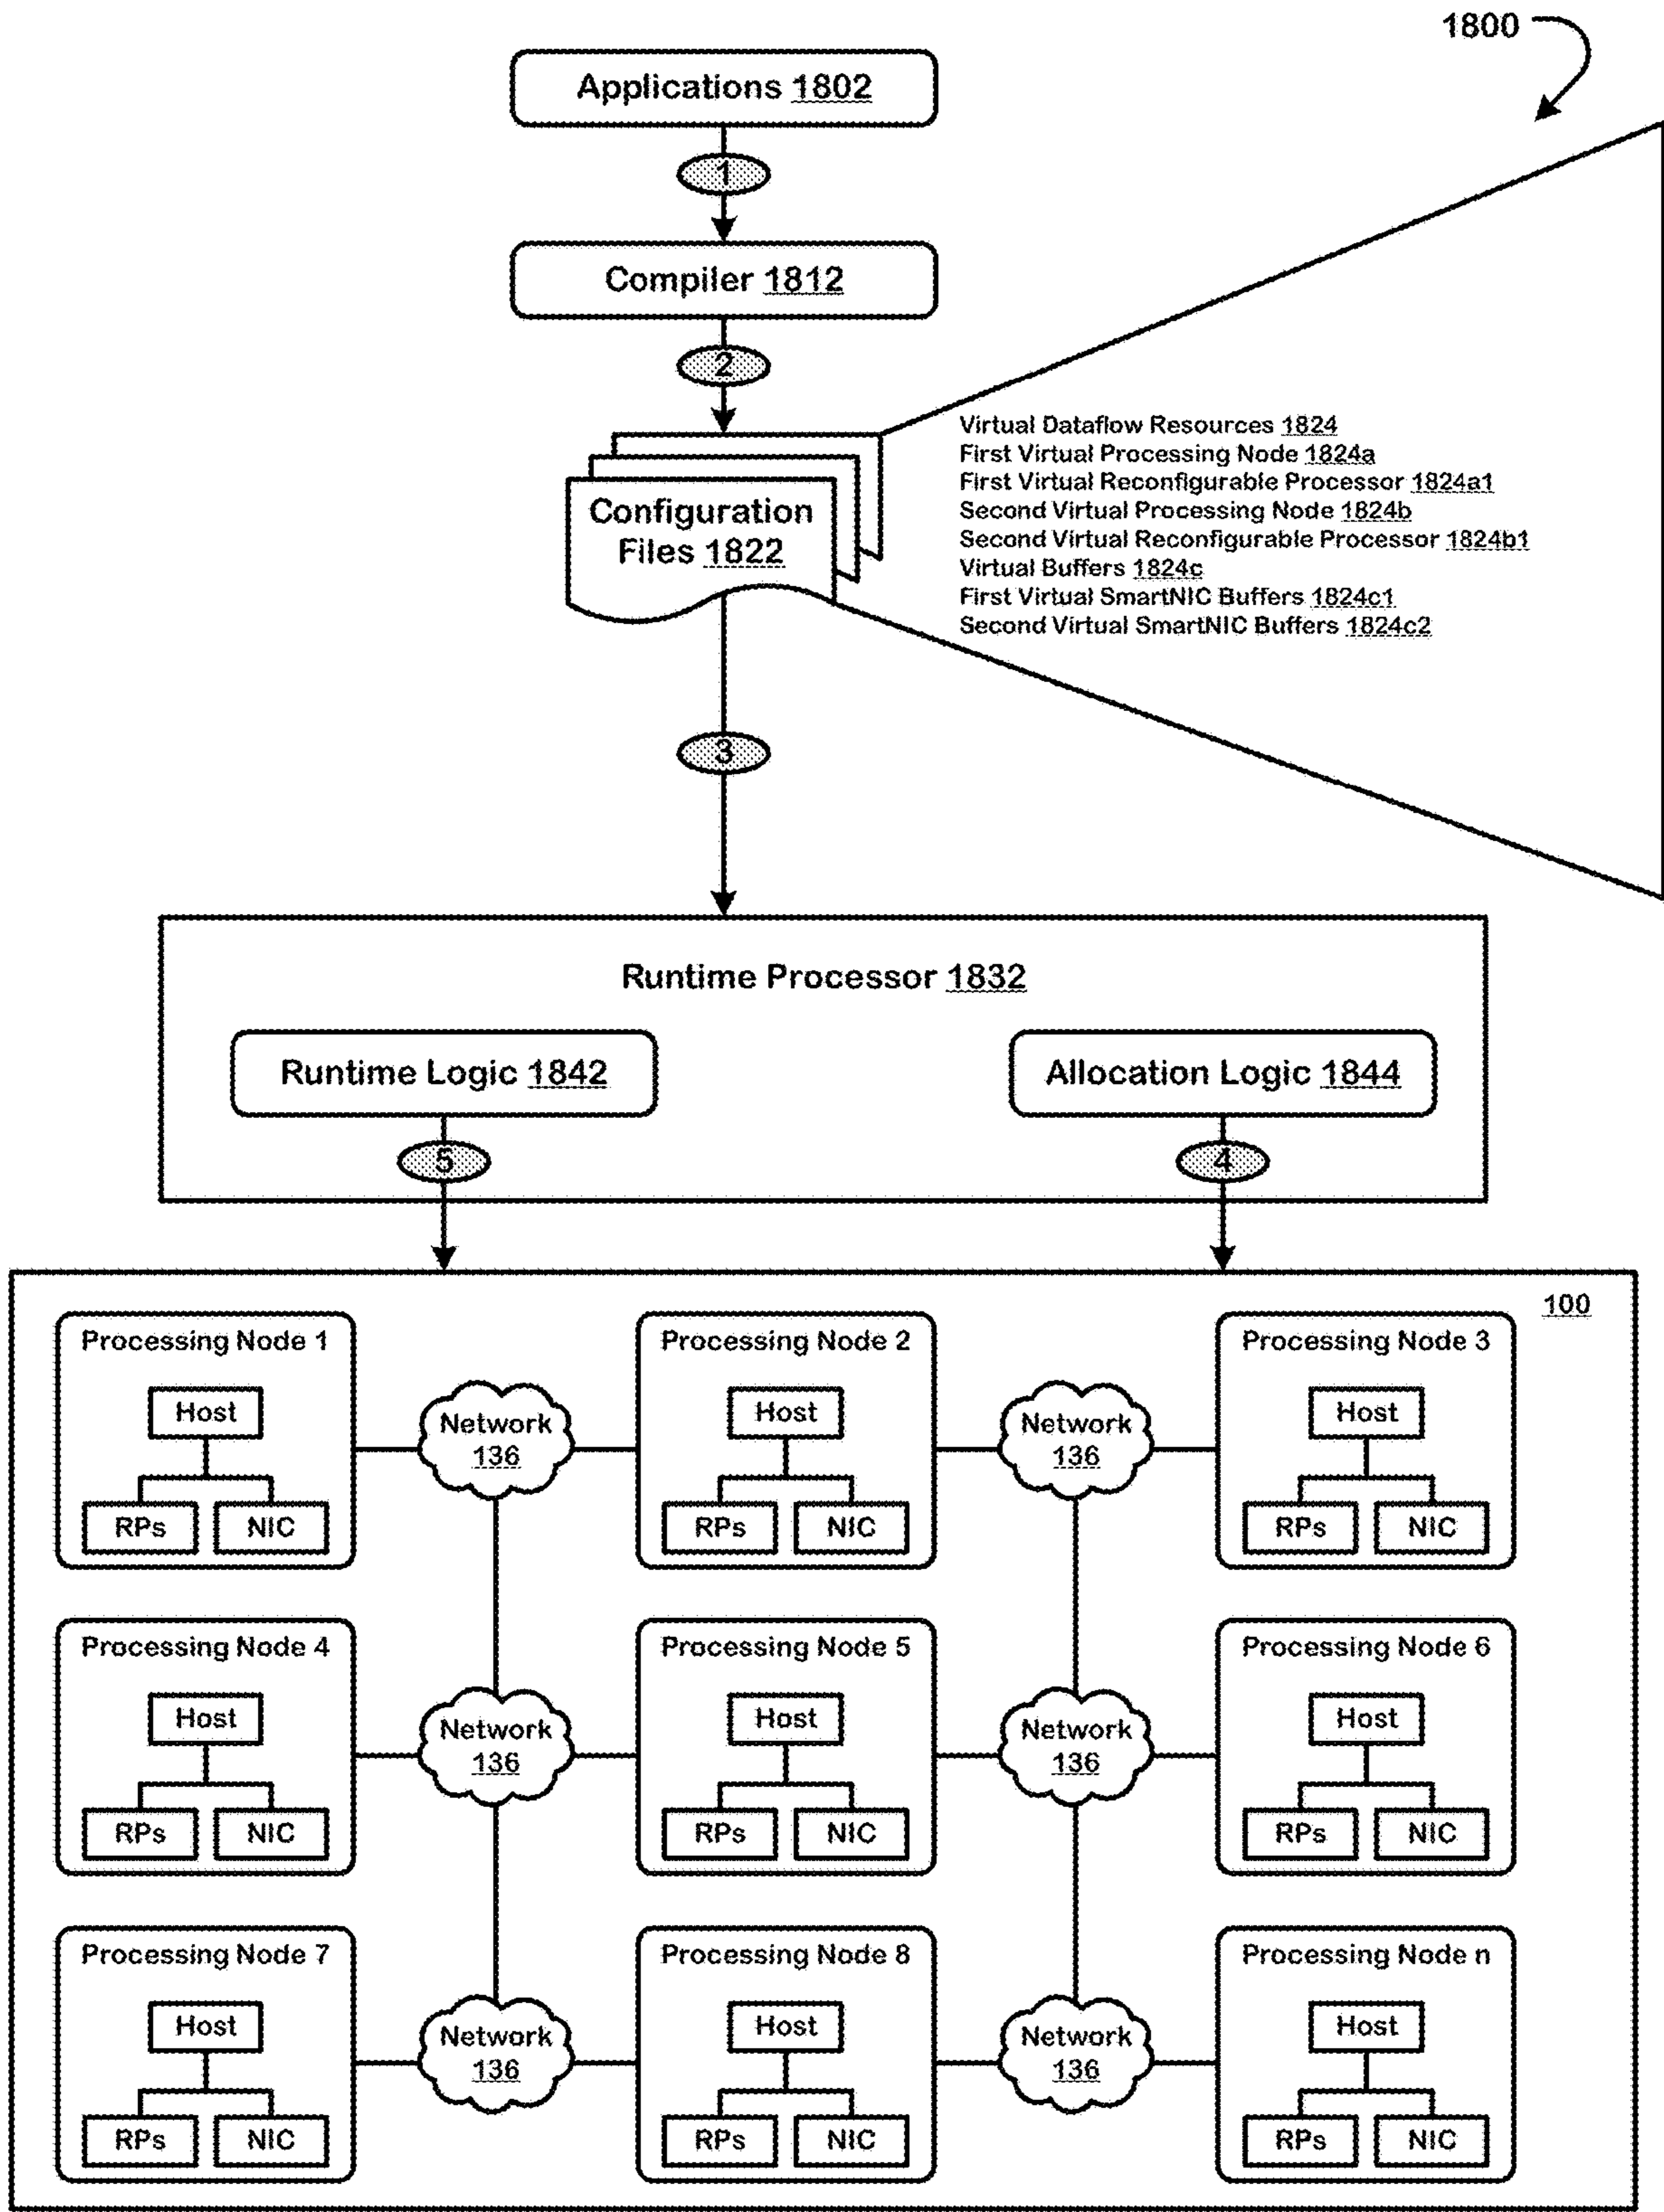 1800
Applications 1802
1
Compiler 1812
2
Configuration
Files 1822
Virtual Dataflow Resources 1824
First Virtual Processing Node 1824a
First Virtual Reconfigurable Processor 1824a1
Second Virtual Processing Node 1824b
Second Virtual Reconfigurable Processor 1824b1
Virtual Buffers 1824c
First Virtual SmartNIC Buffers 1824c1
Second Virtual SmartNIC Buffers 1824c2
3
Runtime Processor 1832
Runtime Logic 1842
Allocation Logic 1844
5
4
100
Processing Node 1
Host
RPs
NIC
Network
136
Processing Node 2
Host
RPs
NIC
Network
136
Processing Node 3
Host
RPs
NIC
Processing Node 4
Host
RPs
NIC
Network
136
Processing Node 5
Host
RPs
NIC
Network
136
Processing Node 6
Host
RPs
NIC
Processing Node 7
Host
RPs
NIC
Network
136
Processing Node 8
Host
RPs
NIC
Network
136
Processing Node n
Host
RPs
NIC